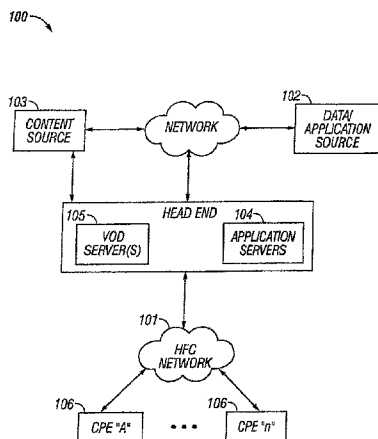 100
103
CONTENT
SOURCE
NETWORK
102
DATA/
APPLICATION
SOURCE
HEAD END
105
VOD
SERVER(S)
104
APPLICATION
SERVERS
101
HFC
NETWORK
106
CPE "A"
• • •
106
CPE "n"